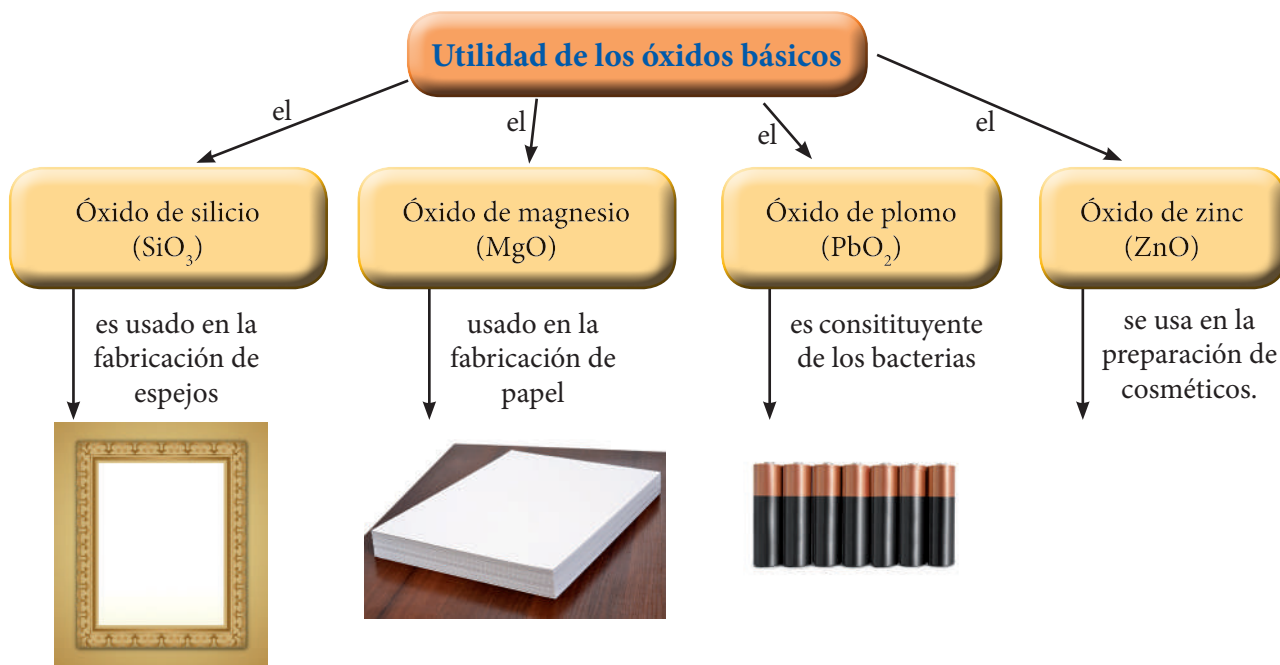 Utilidad de los óxidos básicos
el
el
el
el
Óxido de silicio
(SiO₃)
Óxido de magnesio
(MgO)
Óxido de plomo
(PbO₂)
Óxido de zinc
(ZnO)
es usado en la
fabricación de
espejos
usado en la
fabricación de
papel
es consitituyente
de los bacterias
se usa en la
preparación de
cosméticos.